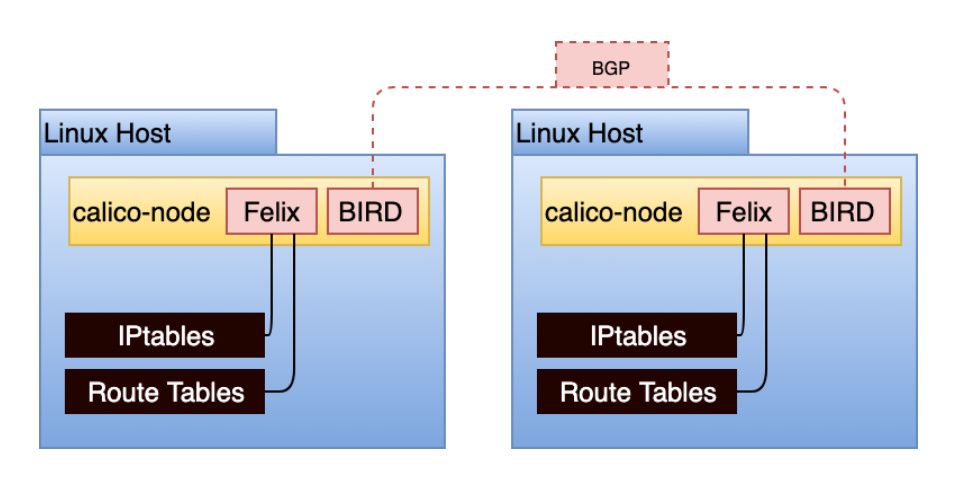 BGP
Linux Host
Linux Host
calico-node Felix BIRD
calico-node Felix BIRD
IPtables
IPtables
Route Tables
Route Tables